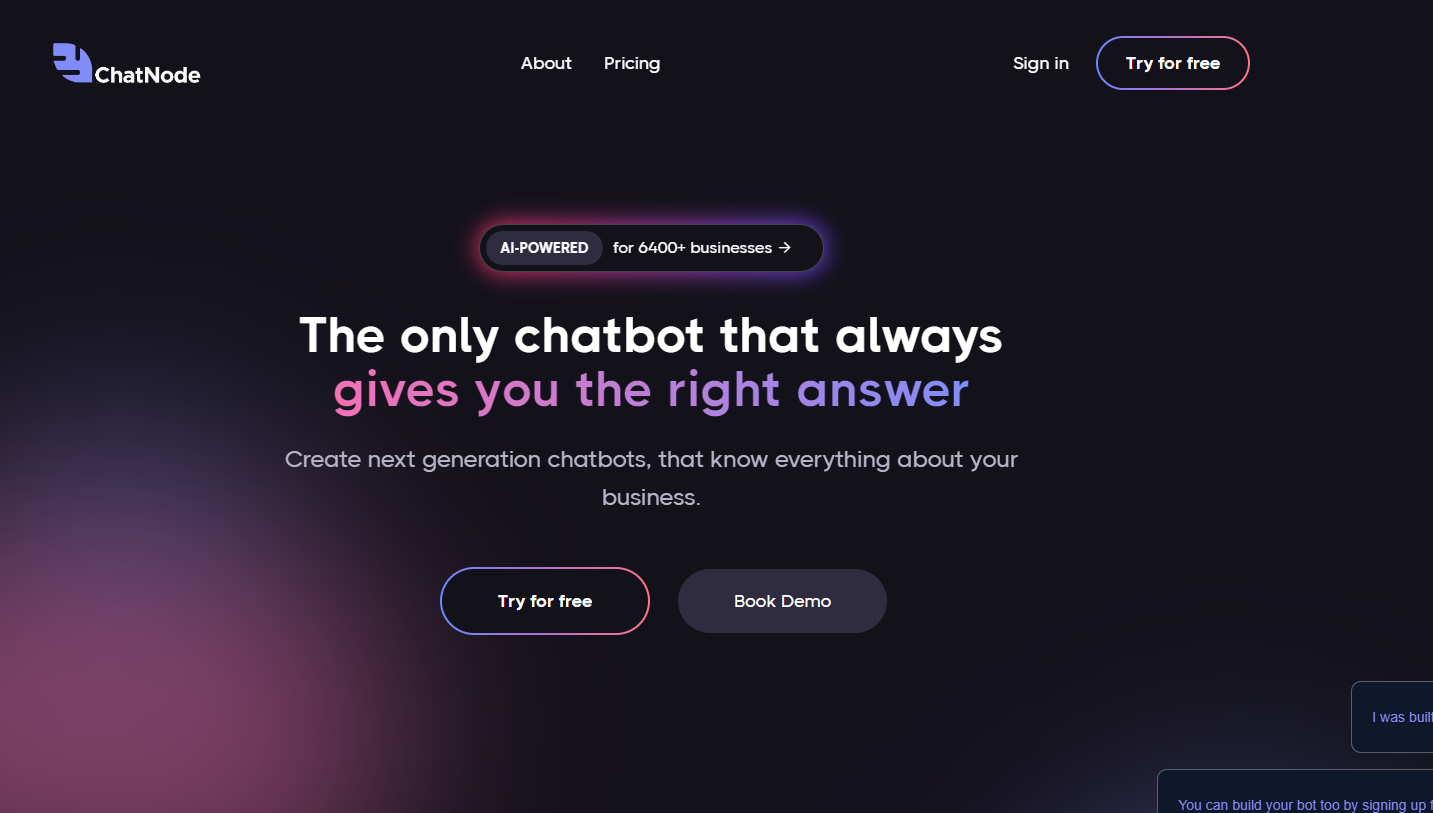 ChatNode
About
Pricing
Sign in
Try for free
AI-POWERED for 6400+ businesses →
The only chatbot that always
gives you the right answer
Create next generation chatbots, that know everything about your
business.
Try for free
Book Demo
I was built
You can build your bot too by signing up